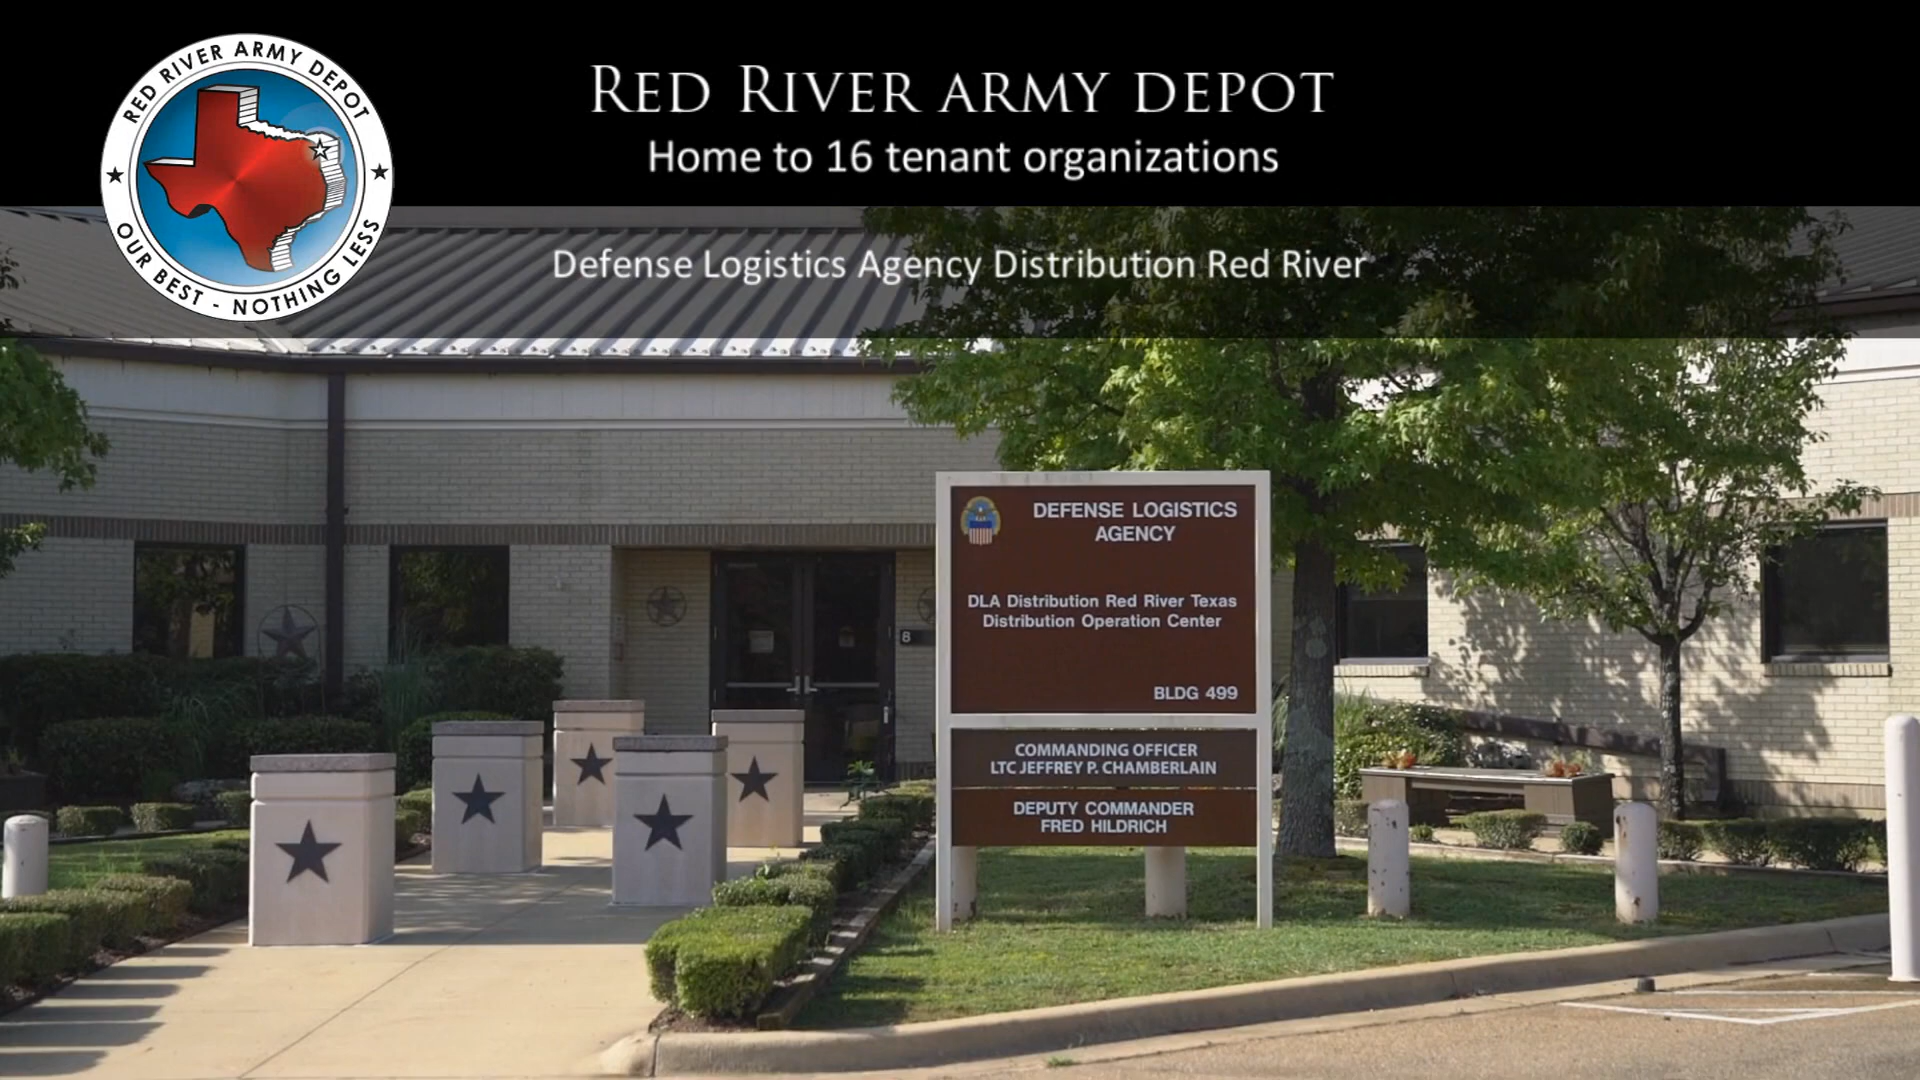 RED RIVER ARMY DEPOT
OUR BEST - NOTHING LESS
RED RIVER ARMY DEPOT
Home to 16 tenant organizations
Defense Logistics Agency Distribution Red River
DEFENSE LOGISTICS
AGENCY
DLA Distribution Red River Texas
Distribution Operation Center
BLDG 499
COMMANDING OFFICER
LTC JEFFREY P. CHAMBERLAIN
DEPUTY COMMANDER
FRED HILDRICH
8